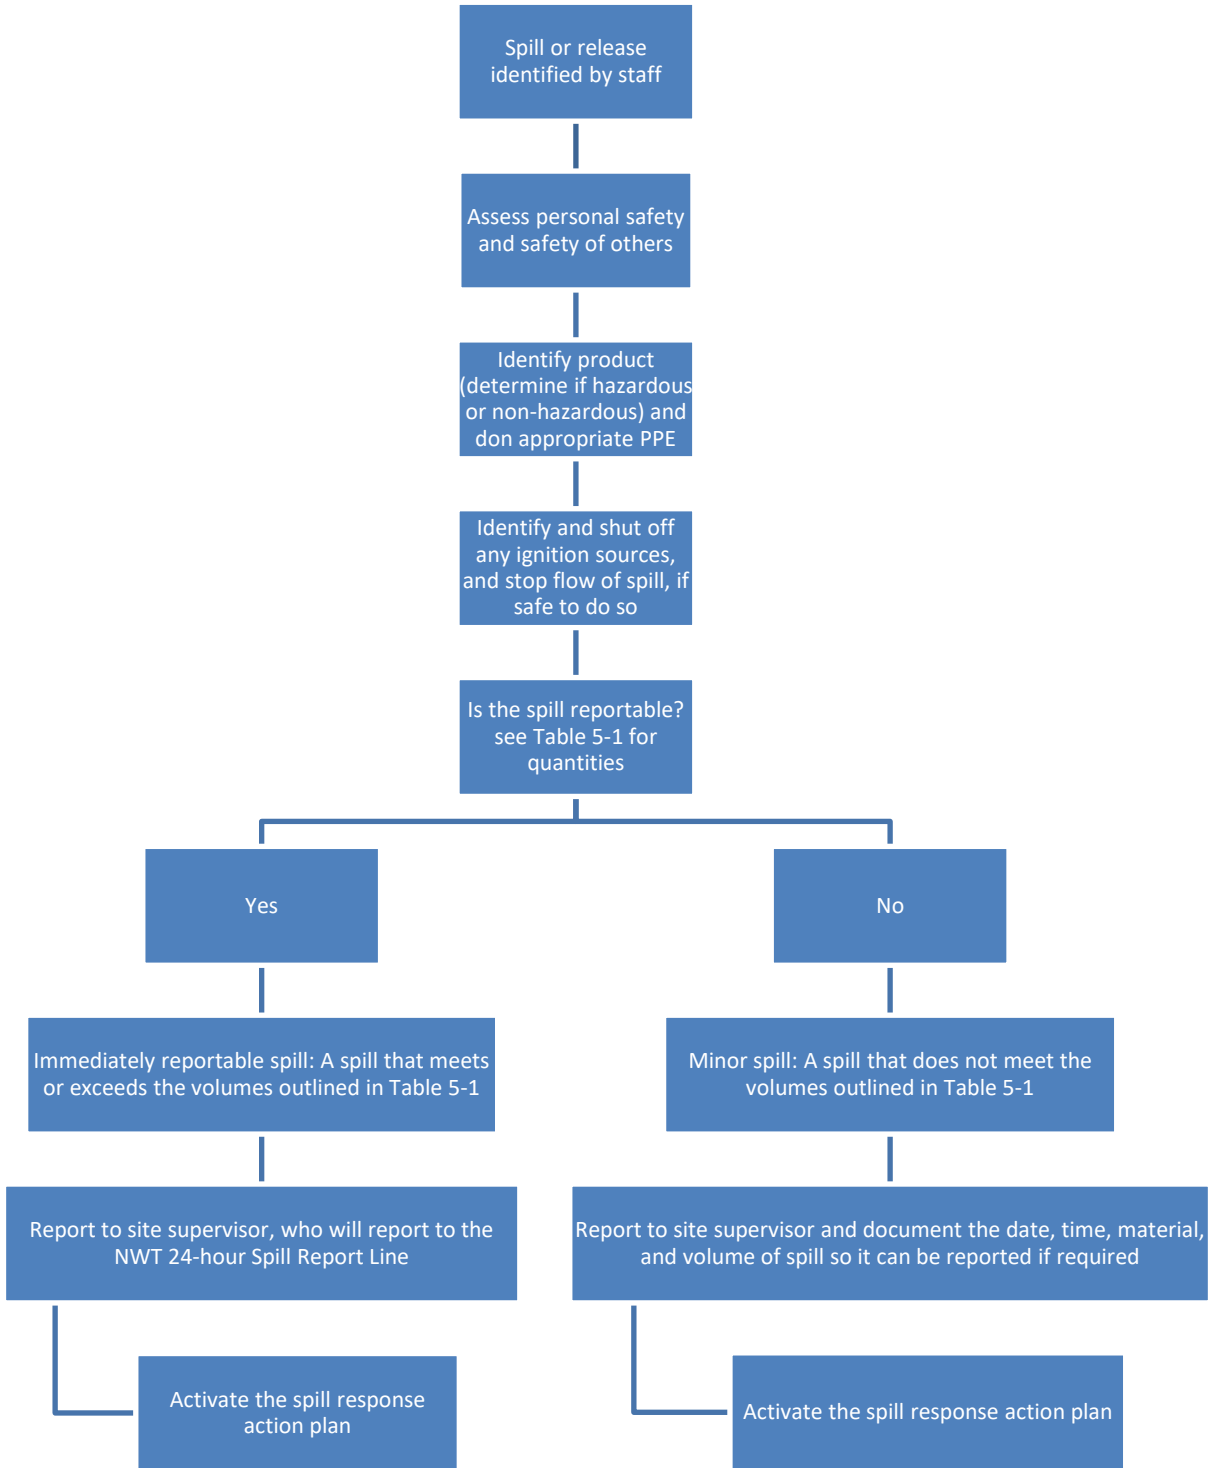 Spill or release
identified by staff
Assess personal safety
and safety of others
Identify product
(determine if hazardous
or non-hazardous) and
don appropriate PPE
Identify and shut off
any ignition sources,
and stop flow of spill, if
safe to do so
Is the spill reportable?
see Table 5-1 for
quantities
Yes
No
Immediately reportable spill: A spill that meets
or exceeds the volumes outlined in Table 5-1
Minor spill: A spill that does not meet the
volumes outlined in Table 5-1
Report to site supervisor, who will report to the
NWT 24-hour Spill Report Line
Report to site supervisor and document the date, time, material,
and volume of spill so it can be reported if required
Activate the spill response
action plan
Activate the spill response action plan